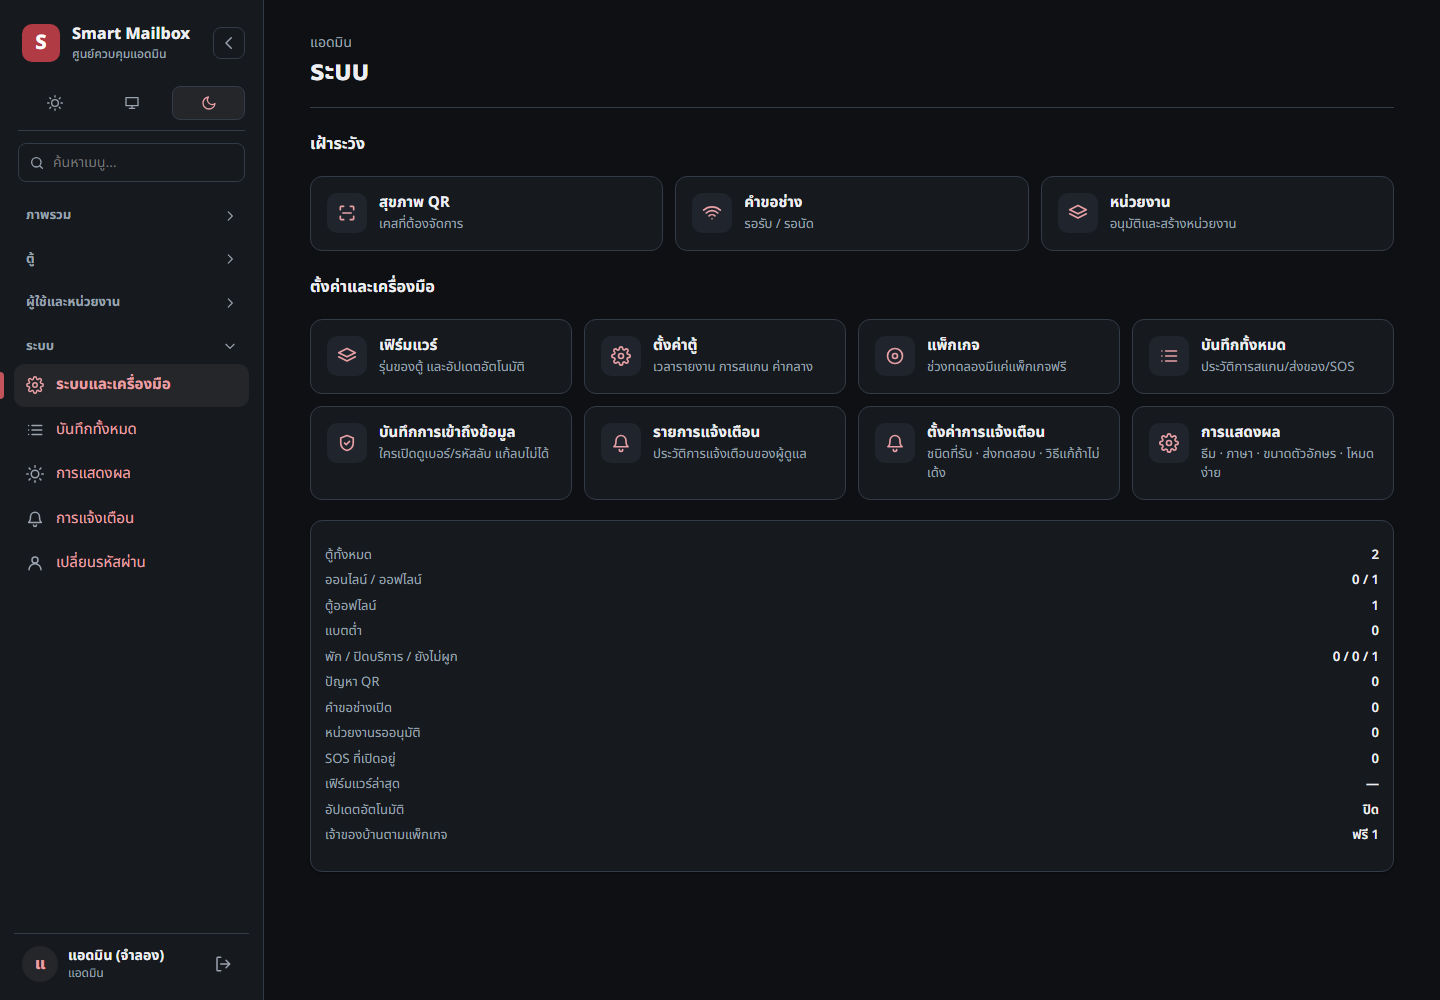 S
Smart Mailbox
ศูนย์ควบคุมแอดมิน
ค้นหาเมนู...
ภาพรวม
ตู้
ผู้ใช้และหน่วยงาน
ระบบ
ระบบและเครื่องมือ
บันทึกทั้งหมด
การแสดงผล
การแจ้งเตือน
เปลี่ยนรหัสผ่าน
แ
แอดมิน (จำลอง)
แอดมิน
แอดมิน
ระบบ
เฝ้าระวัง
สุขภาพ QR
เคสที่ต้องจัดการ
คำขอช่าง
รอรับ / รอนัด
หน่วยงาน
อนุมัติและสร้างหน่วยงาน
ตั้งค่าและเครื่องมือ
เฟิร์มแวร์
รุ่นของตู้ และอัปเดตอัตโนมัติ
ตั้งค่าตู้
เวลารายงาน การสแกน ค่ากลาง
แพ็กเกจ
ช่วงทดลองมีแค่แพ็กเกจฟรี
บันทึกทั้งหมด
ประวัติการสแกน/ส่งของ/SOS
บันทึกการเข้าถึงข้อมูล
ใครเปิดดูเบอร์/รหัสลับ แก้ลบไม่ได้
รายการแจ้งเตือน
ประวัติการแจ้งเตือนของผู้ดูแล
ตั้งค่าการแจ้งเตือน
ชนิดที่รับ · ส่งทดสอบ · วิธีแก้ถ้าไม่
เด้ง
การแสดงผล
ธีม · ภาษา · ขนาดตัวอักษร · โหมด
ง่าย
ตู้ทั้งหมด 2
ออนไลน์ / ออฟไลน์ 0 / 1
ตู้ออฟไลน์ 1
แบตต่ำ 0
พัก / ปิดบริการ / ยังไม่ผูก 0 / 0 / 1
ปัญหา QR 0
คำขอช่างเปิด 0
หน่วยงานรออนุมัติ 0
SOS ที่เปิดอยู่ 0
เฟิร์มแวร์ล่าสุด —
อัปเดตอัตโนมัติ ปิด
เจ้าของบ้านตามแพ็กเกจ ฟรี 1